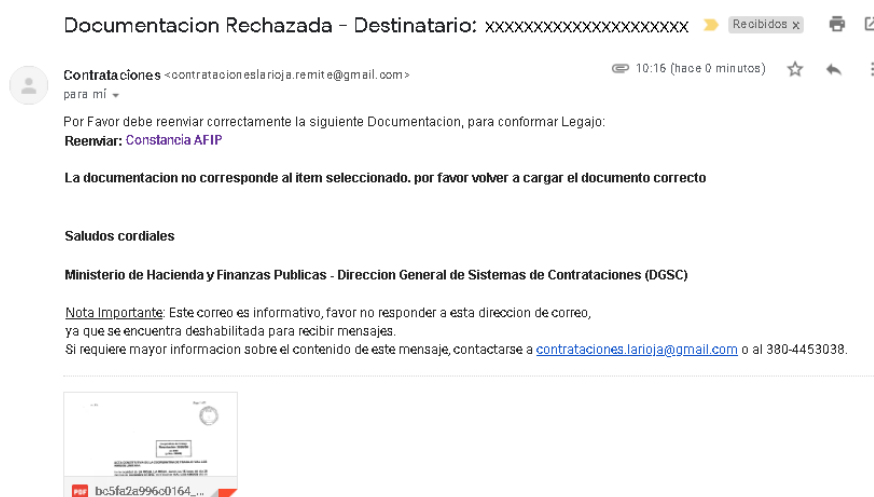 Documentacion Rechazada - Destinatario: xxxxxxxxxxxxxxxxxxxxx
Recibidos x
Contrataciones <contratacioneslarioja.remite@gmail.com>
10:16 (hace 0 minutos)
para mí
Por Favor debe reenviar correctamente la siguiente Documentacion, para conformar Legajo:
Reenviar: Constancia AFIP
La documentacion no corresponde al item seleccionado. por favor volver a cargar el documento correcto
Saludos cordiales
Ministerio de Hacienda y Finanzas Publicas - Direccion General de Sistemas de Contrataciones (DGSC)
Nota Importante: Este correo es informativo, favor no responder a esta direccion de correo,
ya que se encuentra deshabilitada para recibir mensajes.
Si requiere mayor informacion sobre el contenido de este mensaje, contactarse a contrataciones.larioja@gmail.com o al 380-4453038.
PDF bc5fa2a996c0164_...